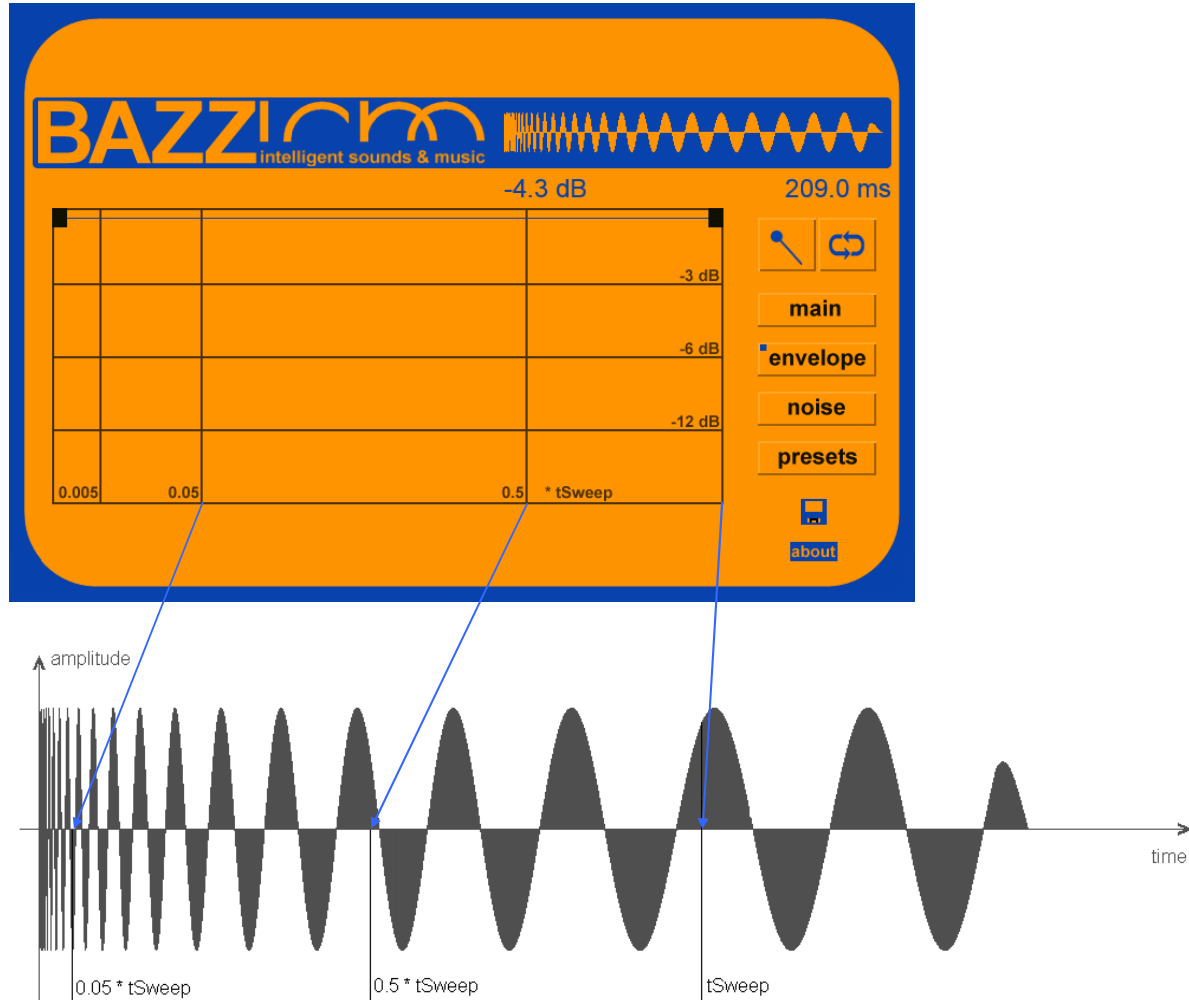 BAZZ ism
intelligent sounds & music
-4.3 dB 209.0 ms
-3 dB
main
-6 dB
envelope
noise
-12 dB
presets
0.005 0.05 0.5 * tSweep
about
amplitude
time
0.05 * tSweep 0.5 * tSweep tSweep